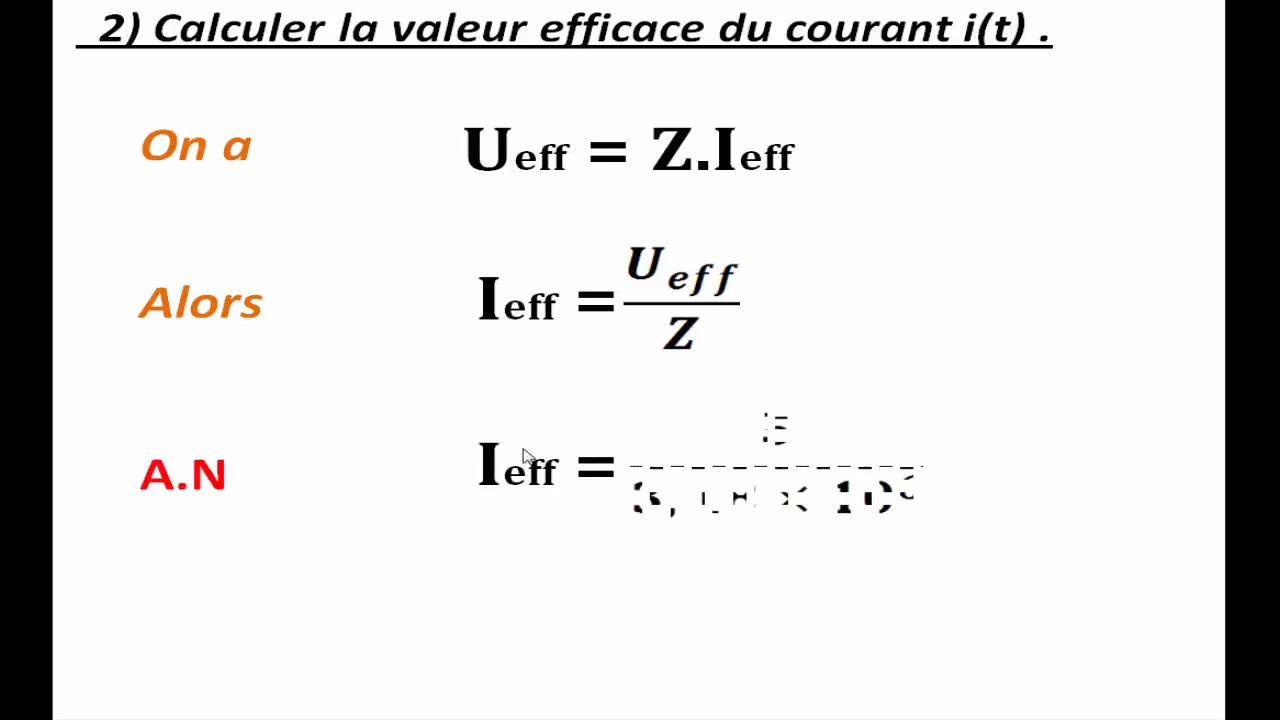 2) Calculer la valeur efficace du courant i(t) .
On a Ueff = Z.Ieff
Alors Ieff = Ueff / Z
A.N Ieff =